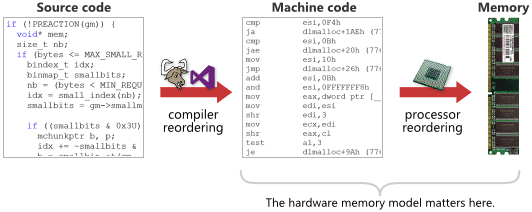 Source code
Machine code
Memory
if (!PREACTION(gm)) {
void* mem;
size_t nb;
if (bytes <= MAX_SMALL_R
bindex_t idx;
binmap_t smallbits;
nb = (bytes < MIN_REQU
idx = small_index(nb);
smallbits = gm->smallm
if ((smallbits & 0x3U)
mchunkptr b, p;
idx += ~smallbits &
compiler
reordering
cmp esi,0F4h
ja dlmalloc+1AEh (77
cmp esi,0Bh
jae dlmalloc+20h (776
mov esi,10h
jmp dlmalloc+26h (776
add esi,0Bh
and esi,0FFFFFFF8h
mov eax,dword ptr [_
mov edi,esi
shr edi,3
mov ecx,edi
shr eax,cl
test al,3
je dlmalloc+9Ah (776
processor
reordering
The hardware memory model matters here.